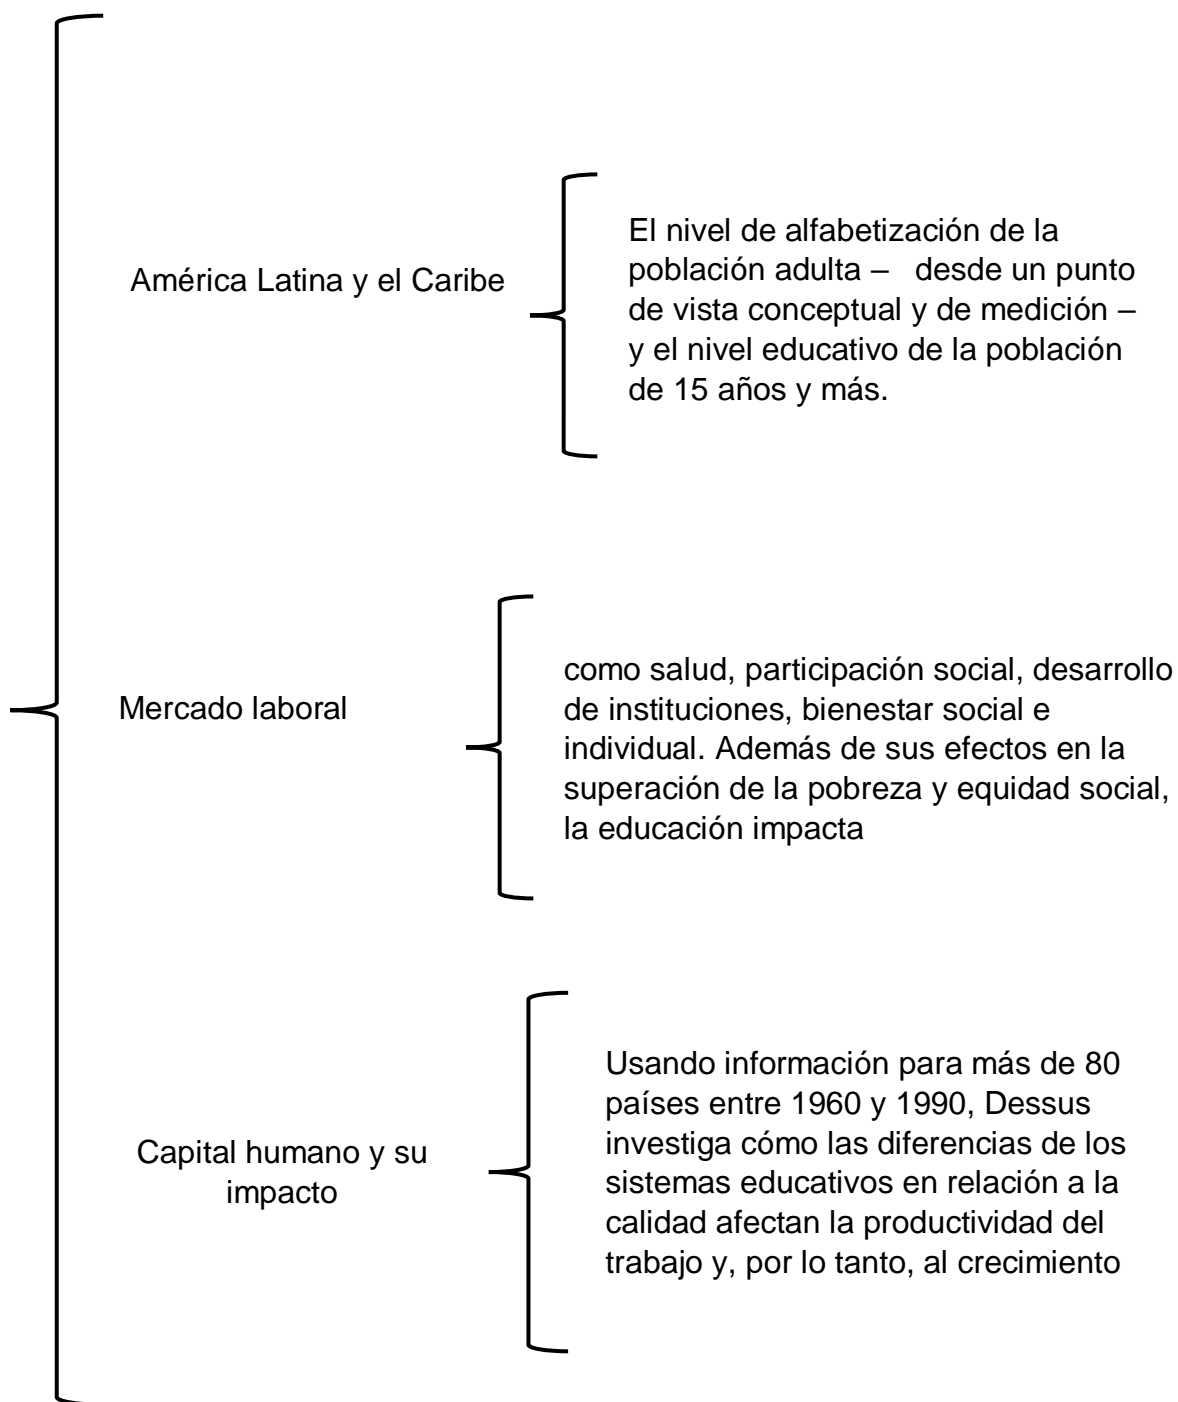 América Latina y el Caribe
El nivel de alfabetización de la
población adulta – desde un punto
de vista conceptual y de medición –
y el nivel educativo de la población
de 15 años y más.
Mercado laboral
como salud, participación social, desarrollo
de instituciones, bienestar social e
individual. Además de sus efectos en la
superación de la pobreza y equidad social,
la educación impacta
Capital humano y su
impacto
Usando información para más de 80
países entre 1960 y 1990, Dessus
investiga cómo las diferencias de los
sistemas educativos en relación a la
calidad afectan la productividad del
trabajo y, por lo tanto, al crecimiento